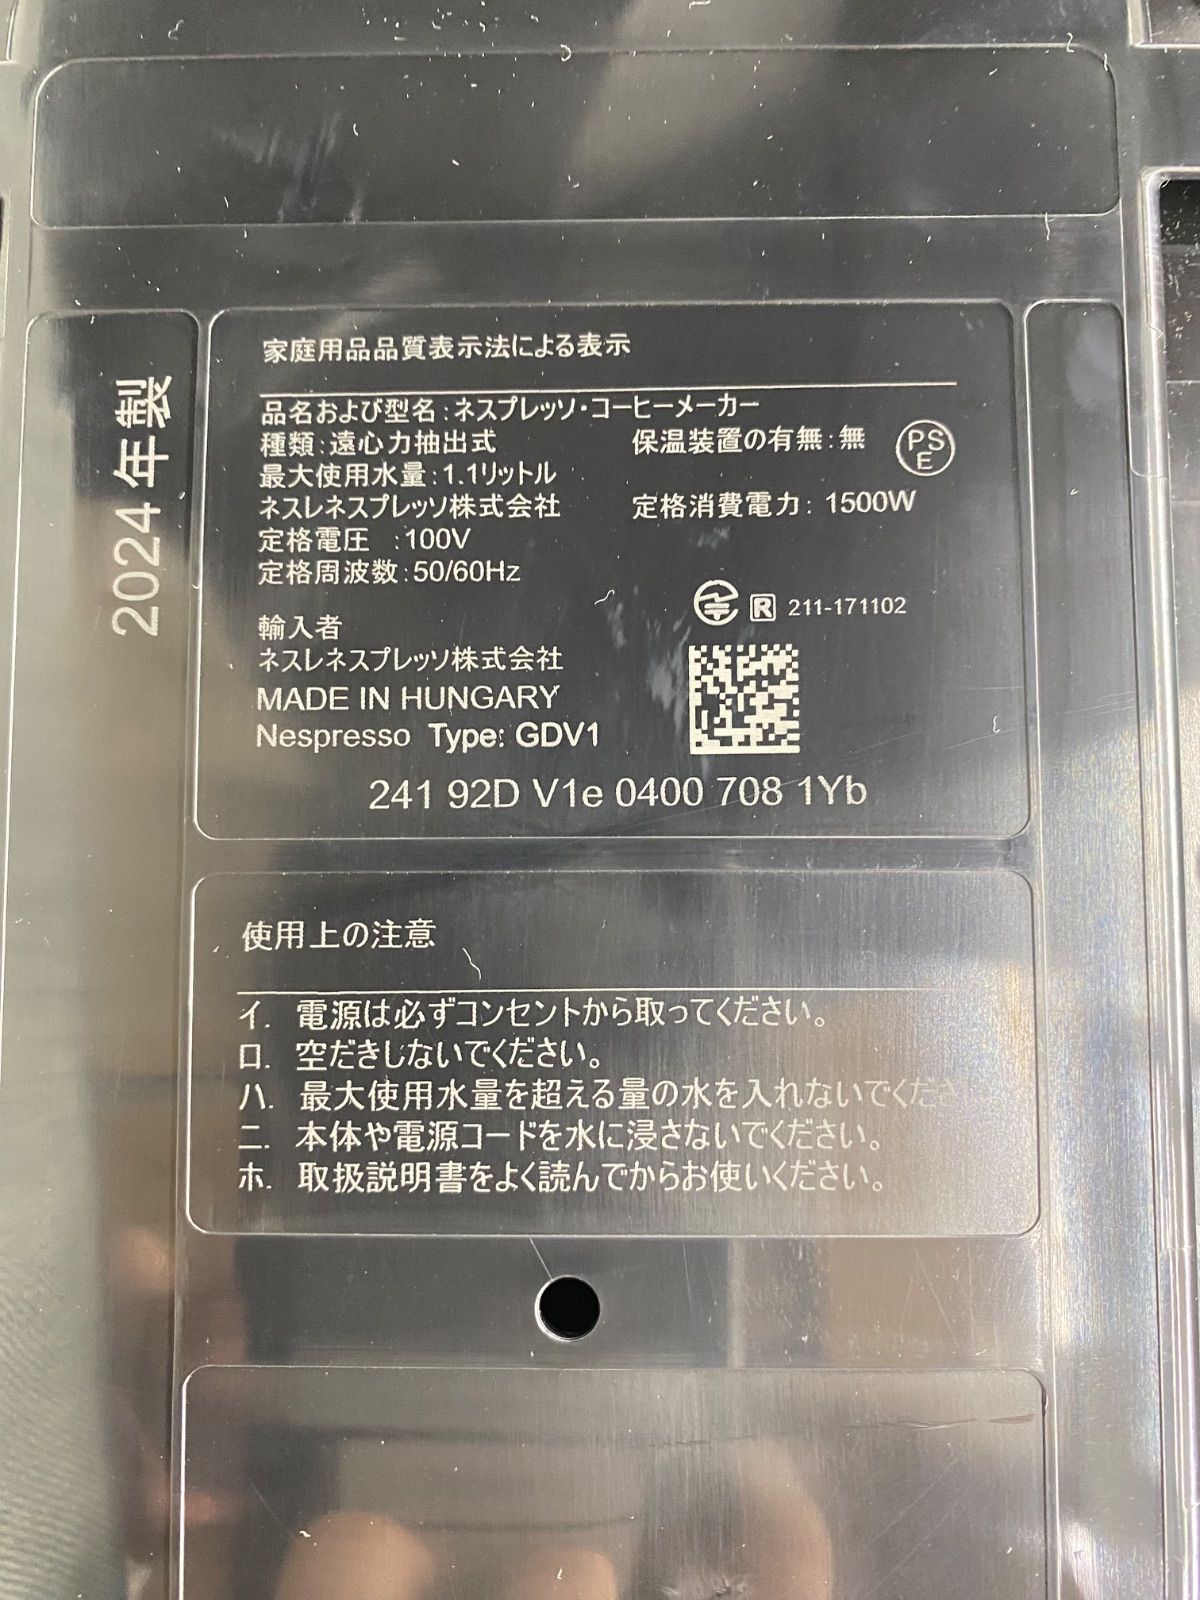 2024年製
家庭用品品質表示法による表示
品名および型名:ネスプレッソ・コーヒーメーカー
種類:遠心力抽出式 保温装置の有無:無
PS
E
最大使用水量:1.1リットル
ネスレネスプレッソ株式会社 定格消費電力: 1500W
定格電圧 :100V
定格周波数:50/60Hz
R 211-171102
輸入者
ネスレネスプレッソ株式会社
MADE IN HUNGARY
Nespresso Type: GDV1
241 92D V1e 0400 708 1Yb
使用上の注意
イ. 電源は必ずコンセントから取ってください。
ロ. 空だきしないでください。
ハ. 最大使用水量を超える量の水を入れないでくださ
ニ. 本体や電源コードを水に浸さないでください。
ホ. 取扱説明書をよく読んでからお使いください。